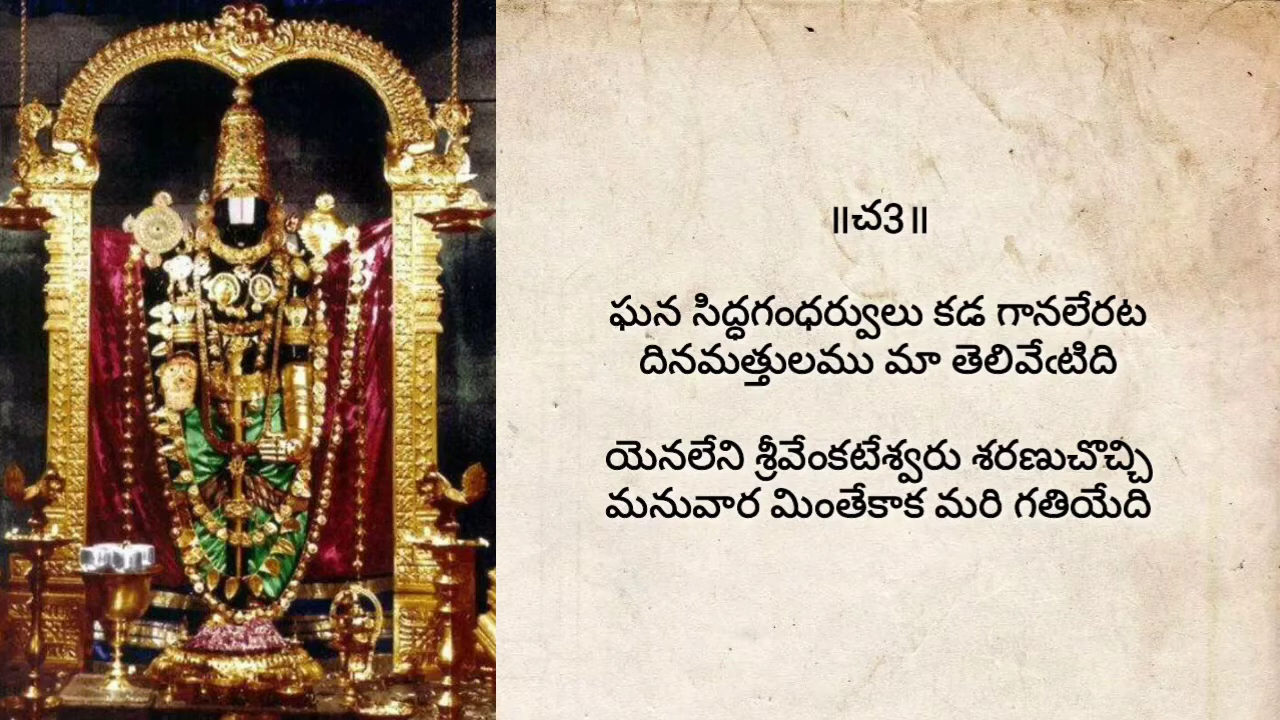 ॥చ3॥
ఘన సిద్ధగంధర్వులు కడ గానలేరట
దినమత్తులము మా తెలివేఁటిది
యెనలేని శ్రీవేంకటేశ్వరు శరణుచొచ్చి
మనువార మింతేకాక మరి గతియేది